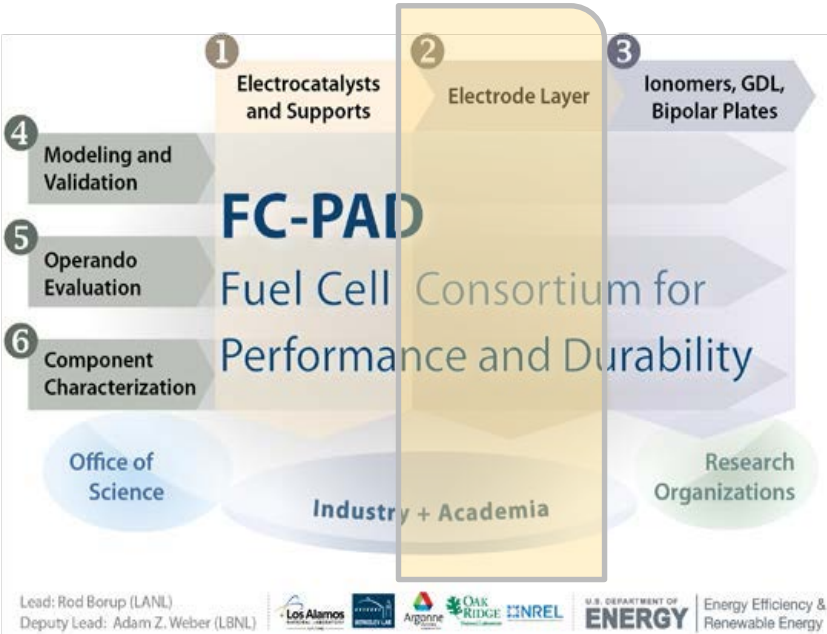 1
Electrocatalysts
and Supports
2
Electrode Layer
3
Ionomers, GDL,
Bipolar Plates
4
Modeling and
Validation
5
Operando
Evaluation
6
Component
Characterization
FC-PAD
Fuel Cell Consortium for
Performance and Durability
Office of
Science
Industry + Academia
Research
Organizations
Lead: Rod Borup (LANL)
Deputy Lead: Adam Z. Weber (LBNL)
Los Alamos
BERKELEY LAB
Argonne
OAK
RIDGE
NREL
U.S. DEPARTMENT OF
ENERGY
Energy Efficiency &
Renewable Energy